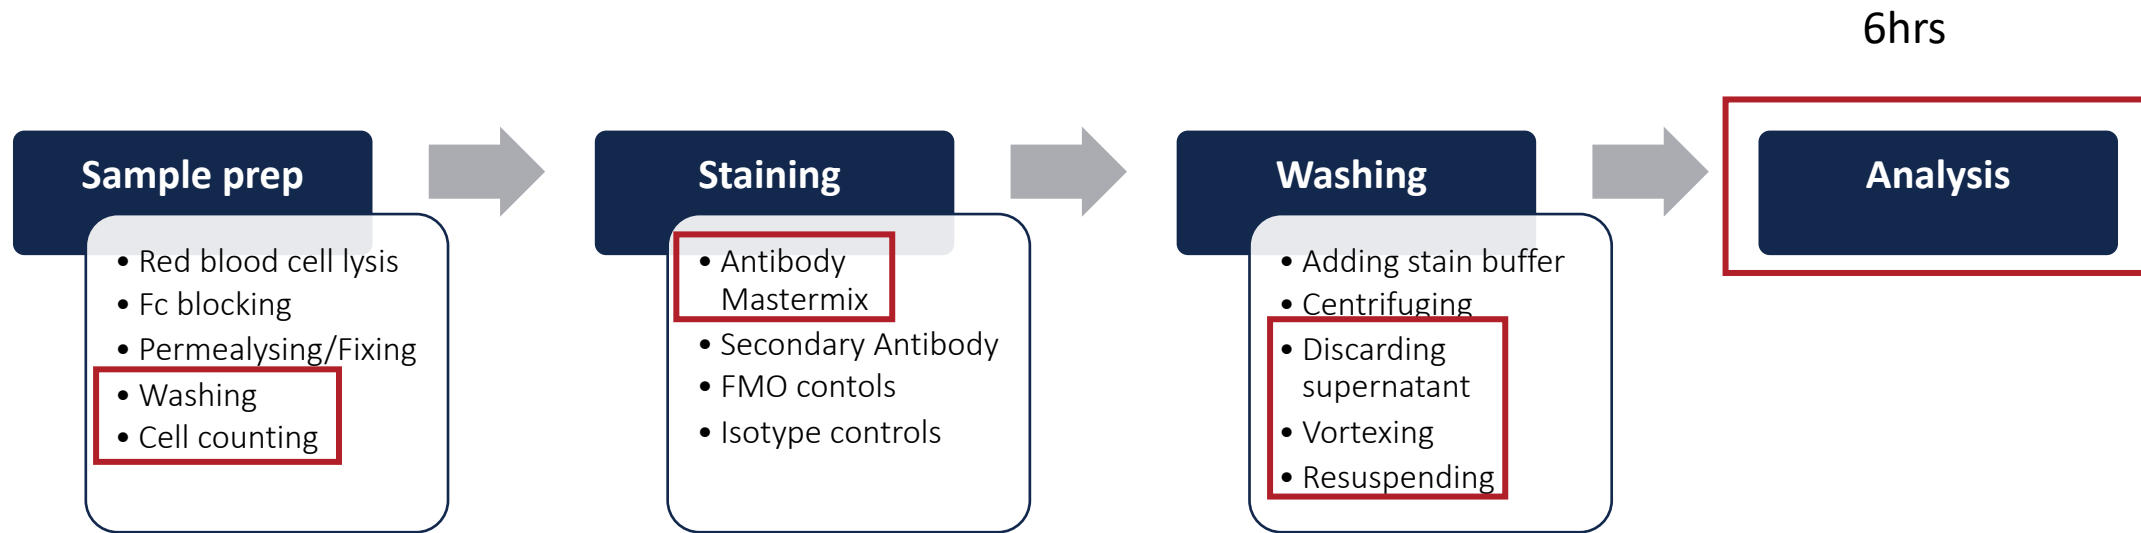 6hrs
Sample prep
• Red blood cell lysis
• Fc blocking
• Permealysing/Fixing
• Washing
• Cell counting
Staining
• Antibody
Mastermix
• Secondary Antibody
• FMO contols
• Isotype controls
Washing
• Adding stain buffer
• Centrifuging
• Discarding
supernatant
• Vortexing
• Resuspending
Analysis